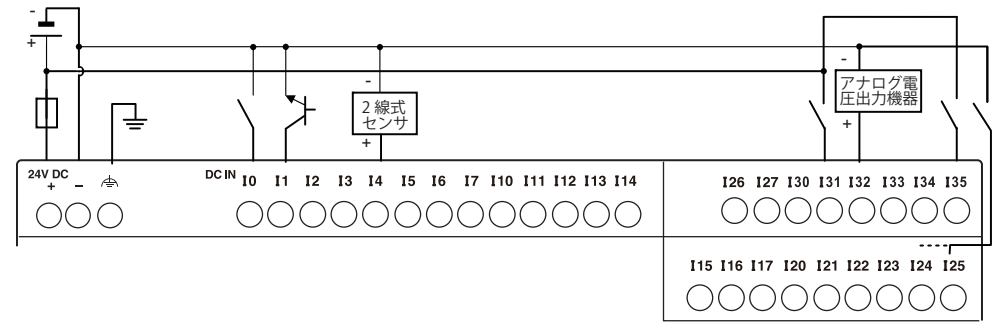 -
+
-
2 線式
センサ
+
-
アナログ電
圧出力機器
+
24V DC
+ −
DC IN I0 I1 I2 I3 I4 I5 I6 I7 I10 I11 I12 I13 I14
I26 I27 I30 I31 I32 I33 I34 I35
I15 I16 I17 I20 I21 I22 I23 I24 I25